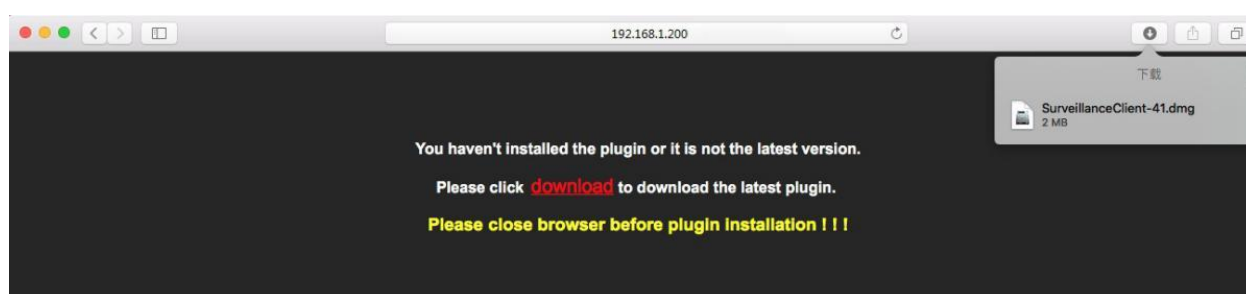 192.168.1.200
下载
SurveillanceClient-41.dmg
2 MB
You haven't installed the plugin or it is not the latest version.
Please click download to download the latest plugin.
Please close browser before plugin installation ! ! !